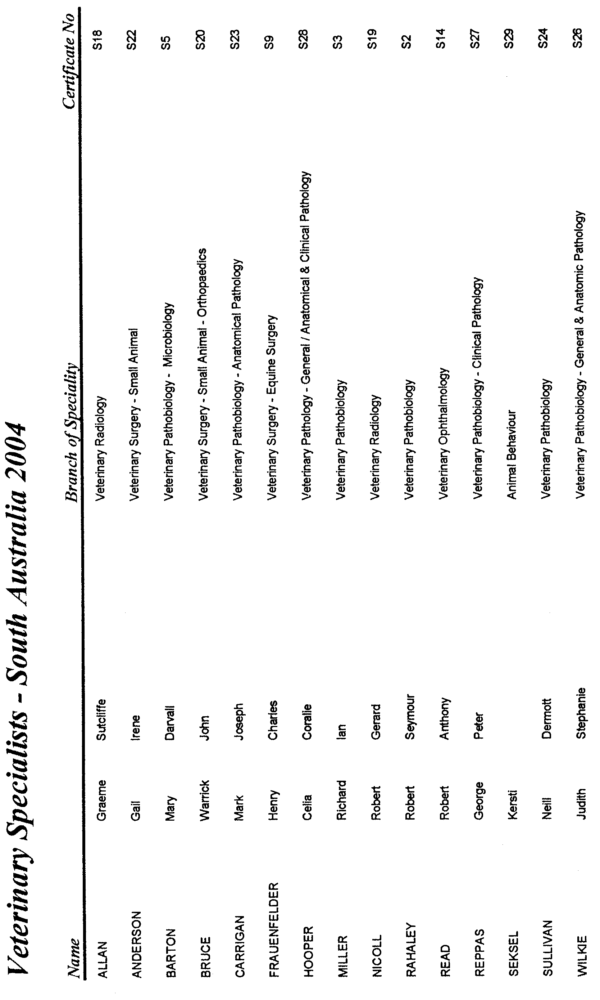 Veterinary Specialists - South Australia 2004
Name Branch of Speciality Certificate No
ALLAN Graeme Sutcliffe Veterinary Radiology S18
ANDERSON Gail Irene Veterinary Surgery - Small Animal S22
BARTON Mary Darvall Veterinary Pathobiology - Microbiology S5
BRUCE Warrick John Veterinary Surgery - Small Animal - Orthopaedics S20
CARRIGAN Mark Joseph Veterinary Pathobiology - Anatomical Pathology S23
FRAUENFELDER Henry Charles Veterinary Surgery - Equine Surgery S9
HOOPER Celia Coralie Veterinary Pathology - General / Anatomical & Clinical Pathology S28
MILLER Richard Ian Veterinary Pathobiology S3
NICOLL Robert Gerard Veterinary Radiology S19
RAHALEY Robert Seymour Veterinary Pathobiology S2
READ Robert Anthony Veterinary Ophthalmology S14
REPPAS George Peter Veterinary Pathobiology - Clinical Pathology S27
SEKSEL Kersti Animal Behaviour S29
SULLIVAN Neill Dermott Veterinary Pathobiology S24
WILKIE Judith Stephanie Veterinary Pathobiology - General & Anatomic Pathology S26